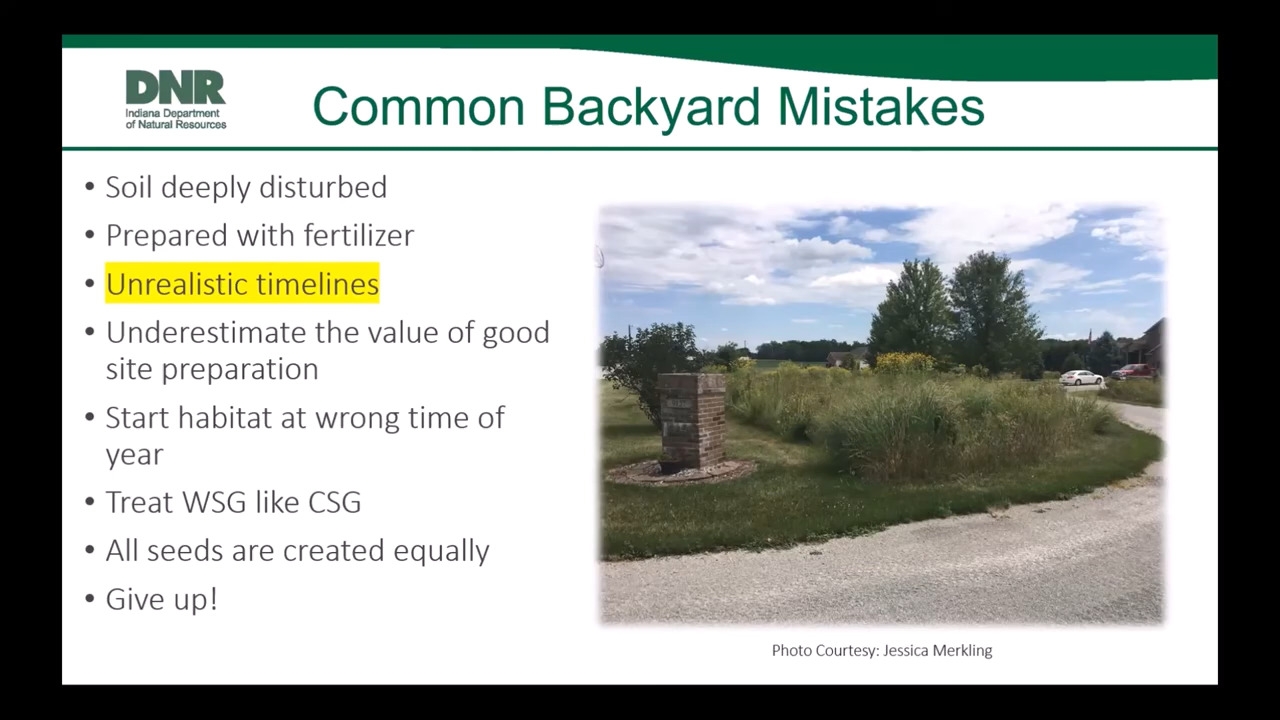 DNR
Indiana Department
of Natural Resources
Common Backyard Mistakes
• Soil deeply disturbed
• Prepared with fertilizer
• Unrealistic timelines
• Underestimate the value of good
site preparation
• Start habitat at wrong time of
year
• Treat WSG like CSG
• All seeds are created equally
• Give up!
Photo Courtesy: Jessica Merkling